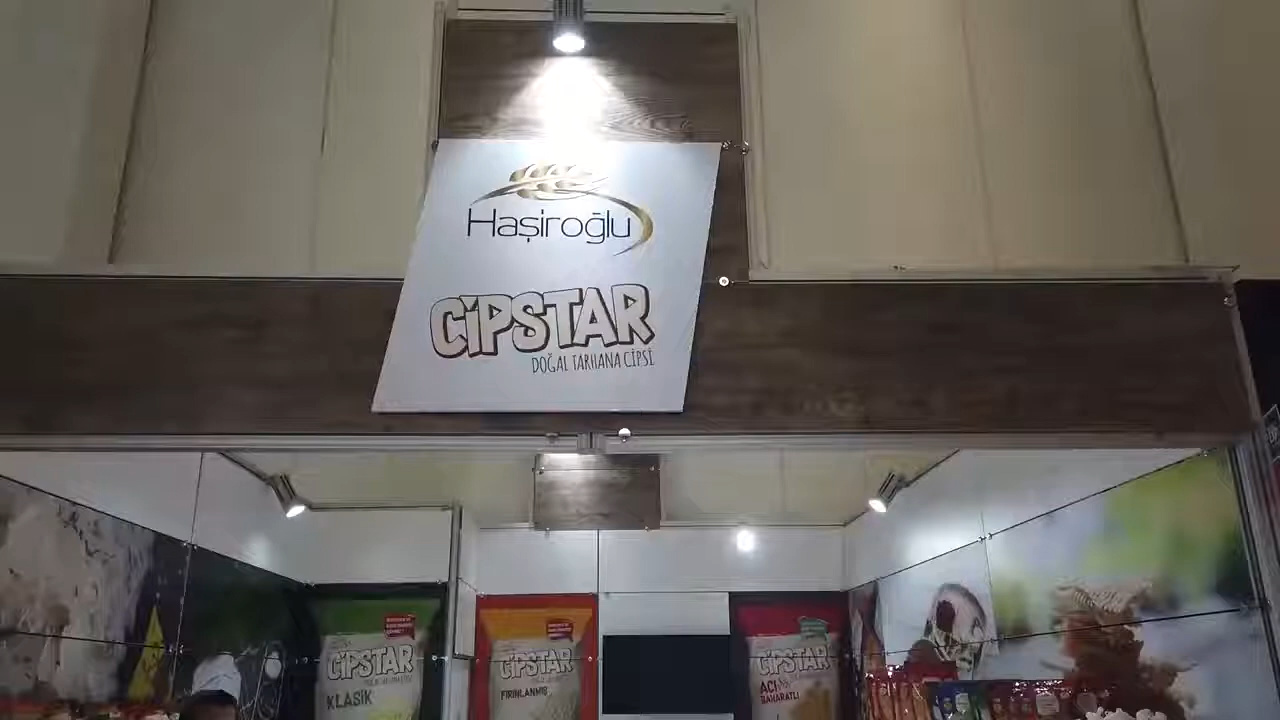 Haşiroğlu
CİPSTAR
DOĞAL TARHANA CİPSİ
CİPSTAR
KLASİK
CİPSTAR
FIRINLANMIŞ
CİPSTAR
ACI
BAHARATLI